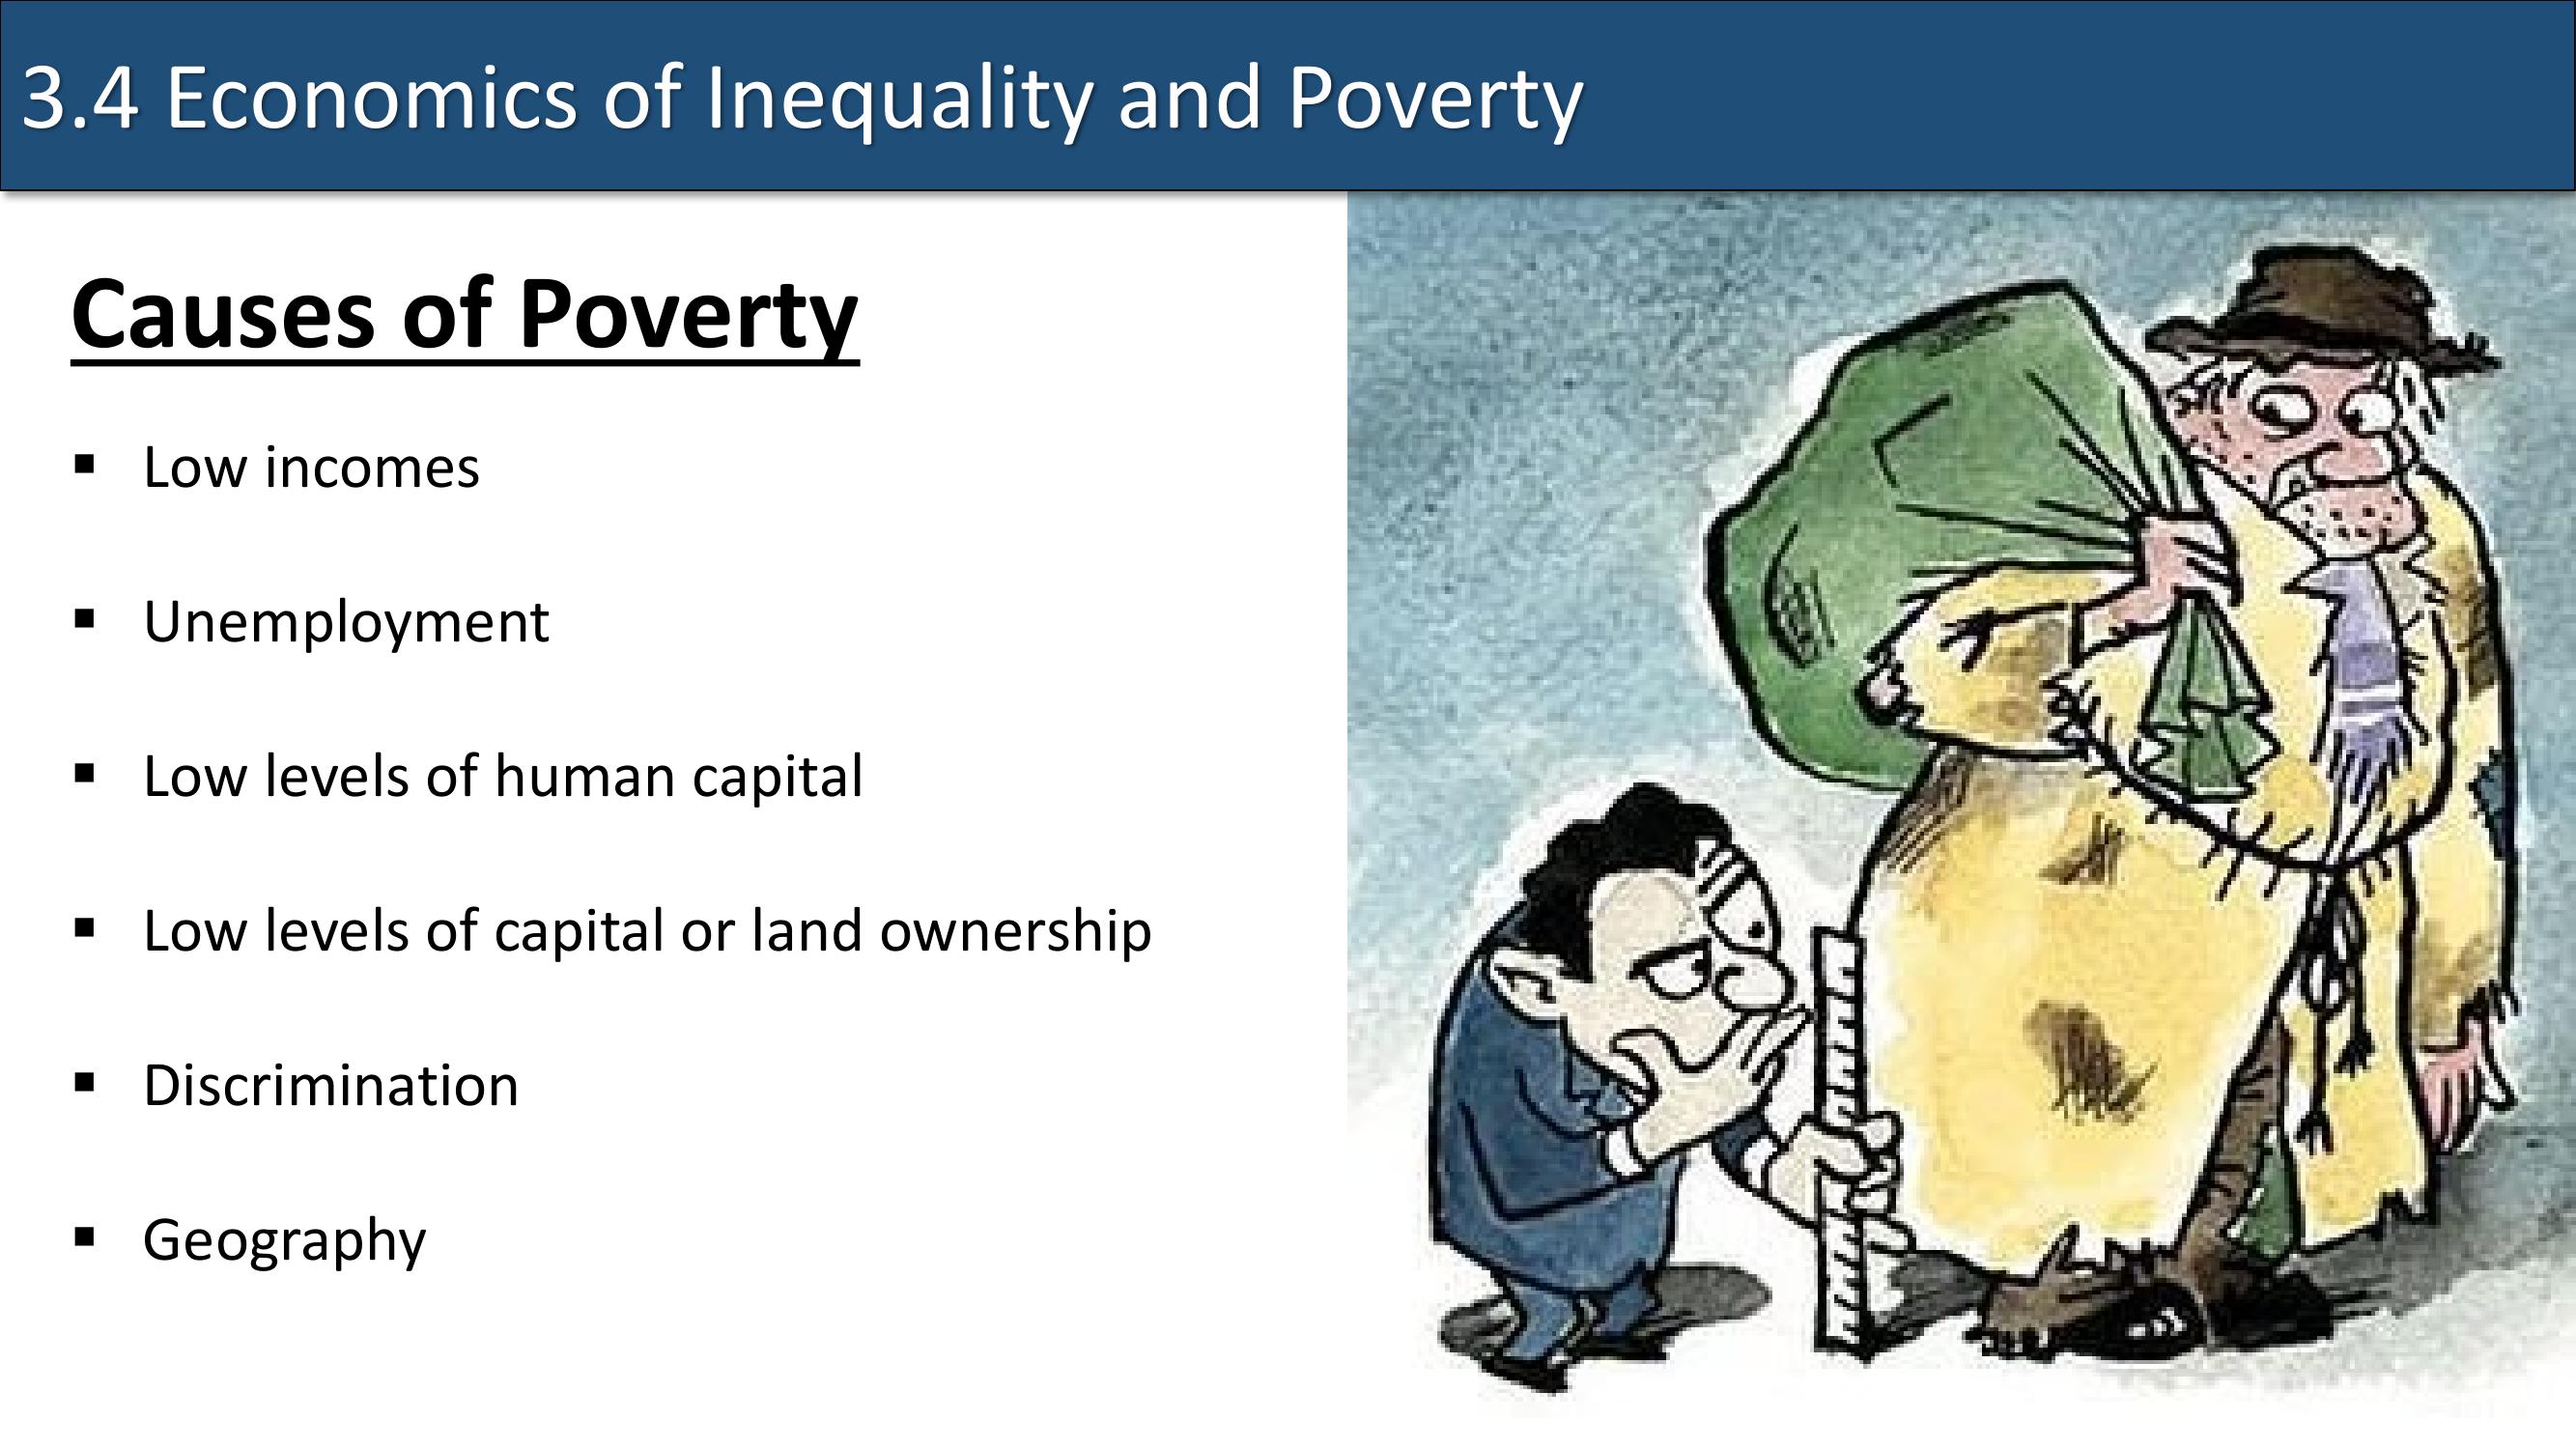 3.4 Economics of Inequality and Poverty
Causes of Poverty
▪ Low incomes
▪ Unemployment
▪ Low levels of human capital
▪ Low levels of capital or land ownership
▪ Discrimination
▪ Geography